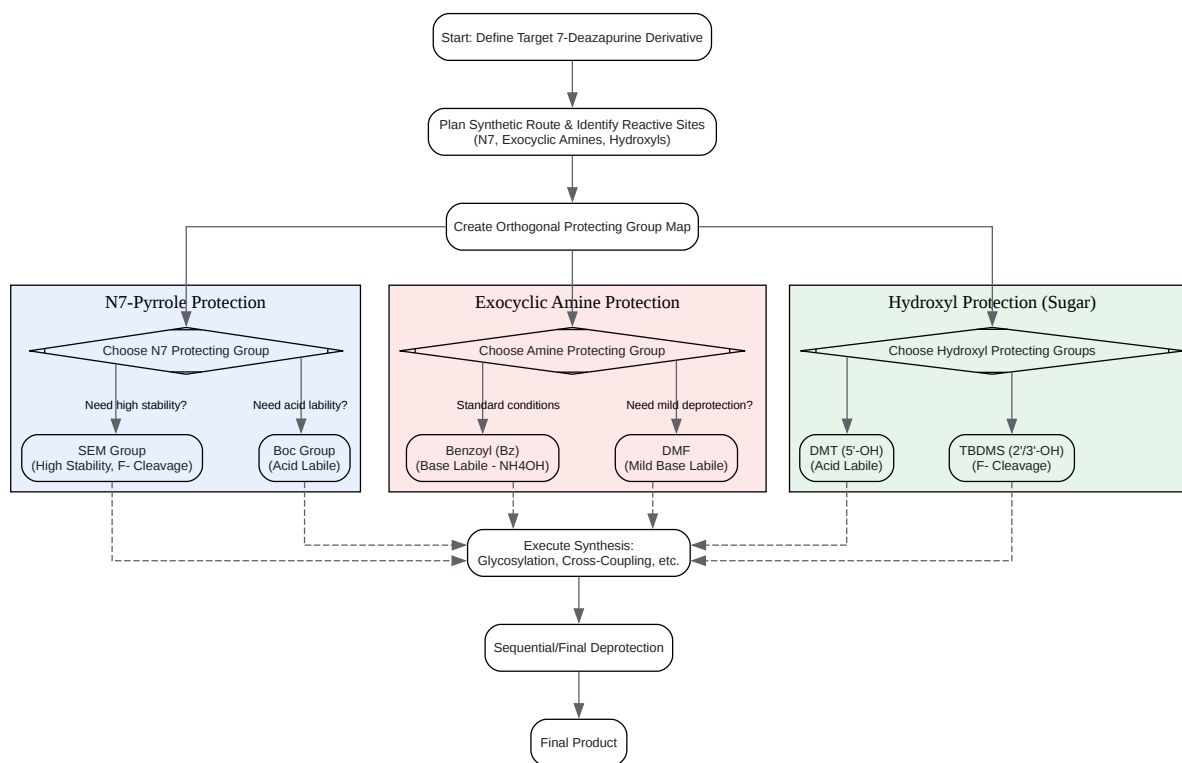 Start: Define Target 7-Deazapurine Derivative
Plan Synthetic Route & Identify Reactive Sites
(N7, Exocyclic Amines, Hydroxyls)
Create Orthogonal Protecting Group Map
N7-Pyrrole Protection
Choose N7 Protecting Group
Need high stability?
Need acid lability?
SEM Group
(High Stability, F- Cleavage)
Boc Group
(Acid Labile)
Exocyclic Amine Protection
Choose Amine Protecting Group
Standard conditions
Need mild deprotection?
Benzoyl (Bz)
(Base Labile - NH4OH)
DMF
(Mild Base Labile)
Hydroxyl Protection (Sugar)
Choose Hydroxyl Protecting Groups
DMT (5'-OH)
(Acid Labile)
TBDMS (2'/3'-OH)
(F- Cleavage)
Execute Synthesis:
Glycosylation, Cross-Coupling, etc.
Sequential/Final Deprotection
Final Product